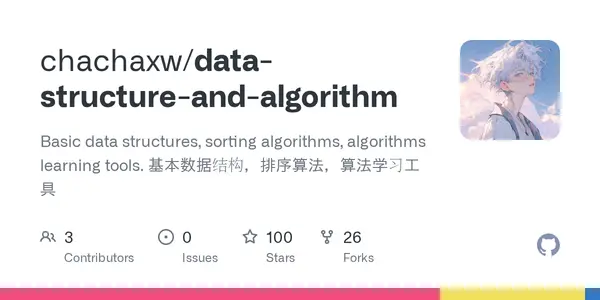 chachaxw/data-
structure-and-algorithm
Basic data structures, sorting algorithms, algorithms
learning tools. 基本数据结构，排序算法，算法学习工
具
3
Contributors
0
Issues
100
Stars
26
Forks